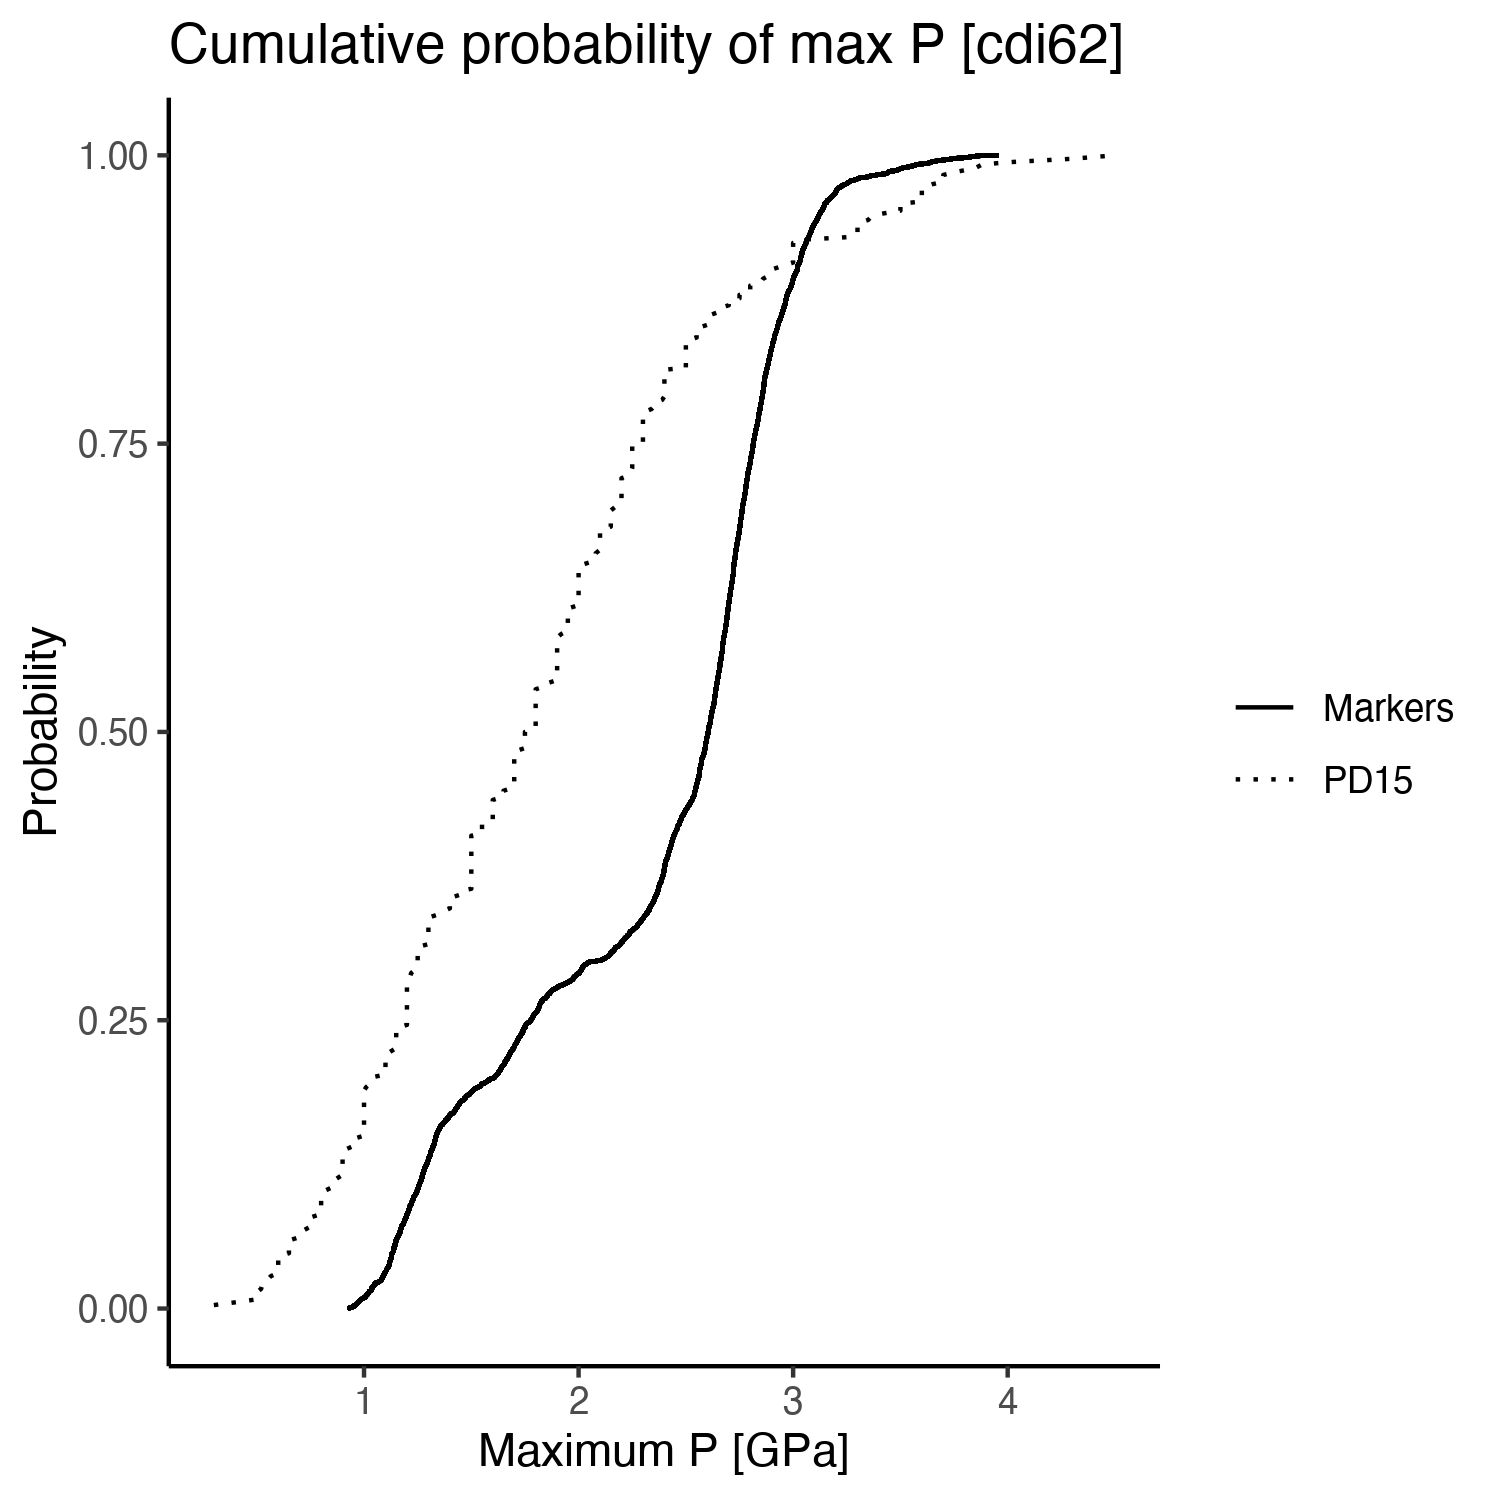 Cumulative probability of max P [cdi62]
1.00
0.75
0.50
0.25
0.00
Probability
1 2 3 4
Maximum P [GPa]
Markers
PD15